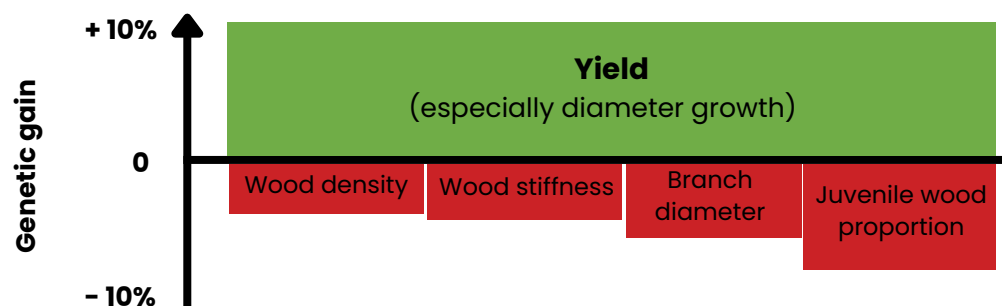 + 10%
Yield
(especially diameter growth)
Genetic gain
0
Wood density
Wood stiffness
Branch
diameter
Juvenile wood
proportion
- 10%